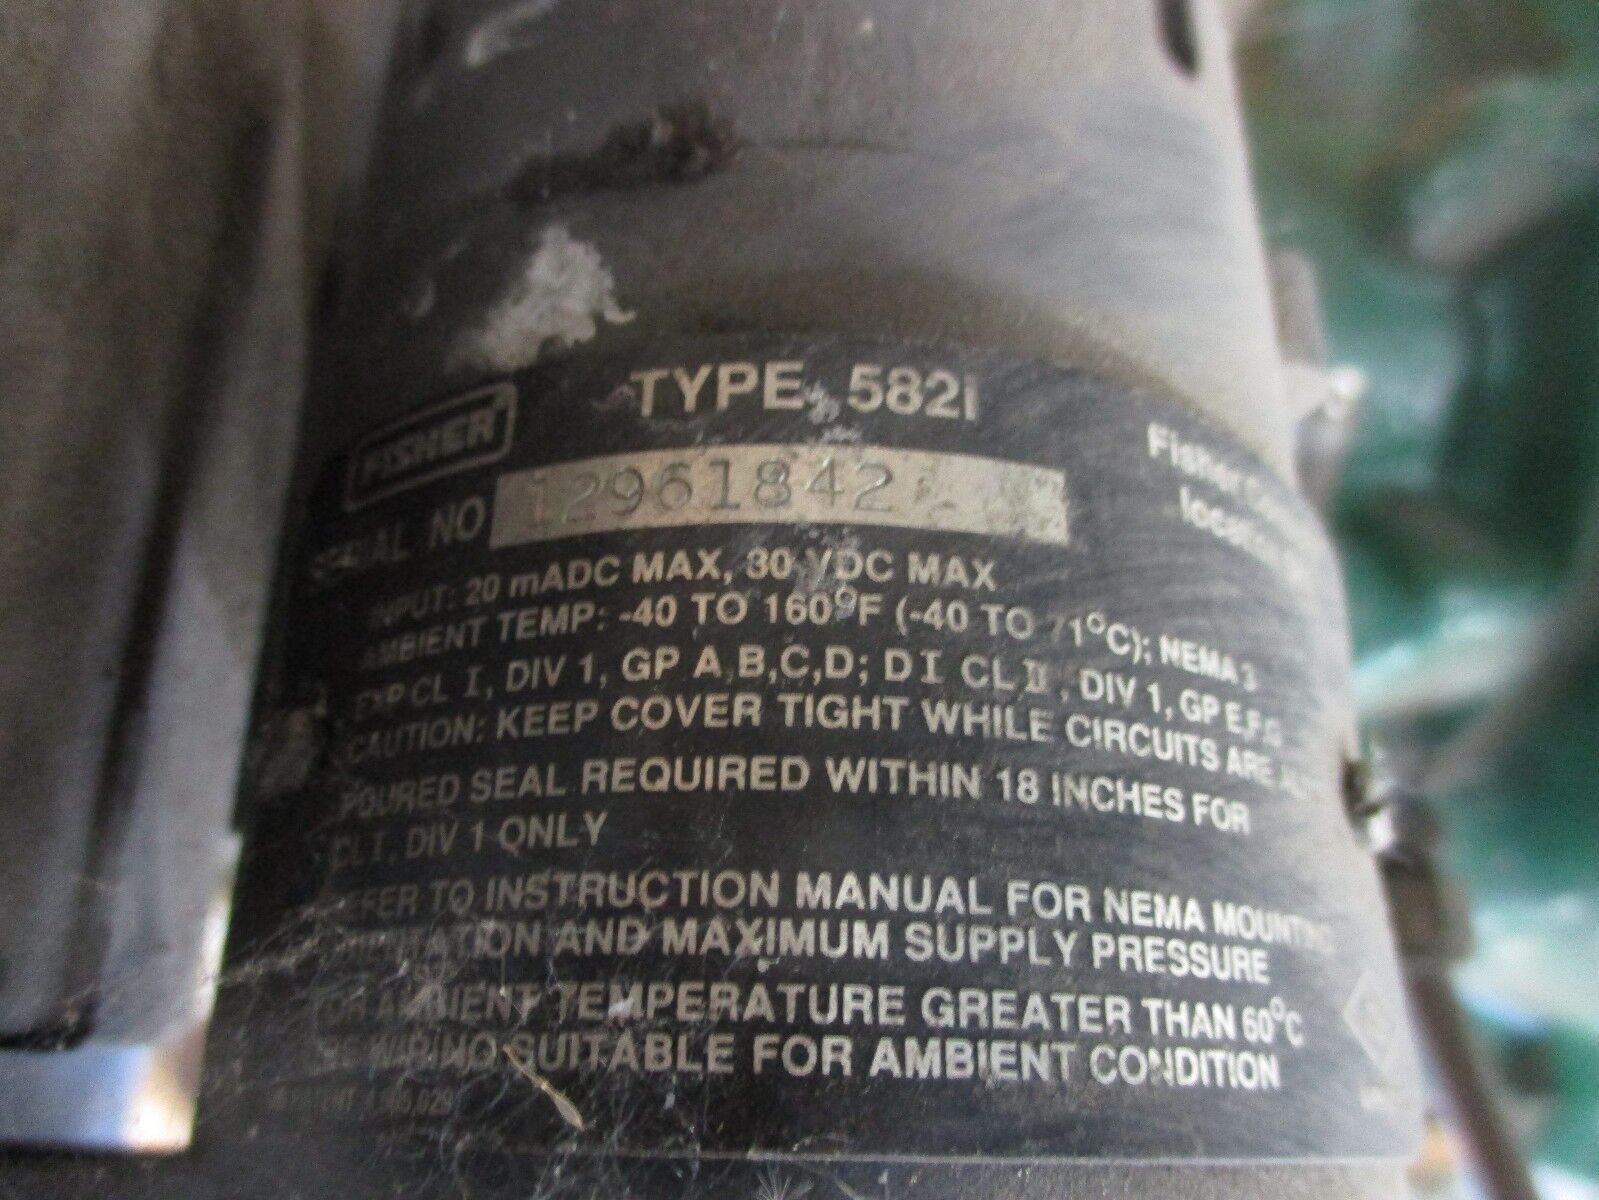 TYPE 582i
FISHER
SERIAL NO 12961842
Fisher
INPUT: 20 mADC MAX, 30 VDC MAX
AMBIENT TEMP: -40 TO 160°F (-40 TO 71°C): NEMA 3
EXP CL I, DIV 1, GP A,B,C,D; D I CL II, DIV 1, GP E,F,G
CAUTION: KEEP COVER TIGHT WHILE CIRCUITS ARE
POURED SEAL REQUIRED WITHIN 18 INCHES FOR
CL I, DIV 1 ONLY
REFER TO INSTRUCTION MANUAL FOR NEMA MOUNTING
AND MAXIMUM SUPPLY PRESSURE
AMBIENT TEMPERATURE GREATER THAN 60°C
SUITABLE FOR AMBIENT CONDITION